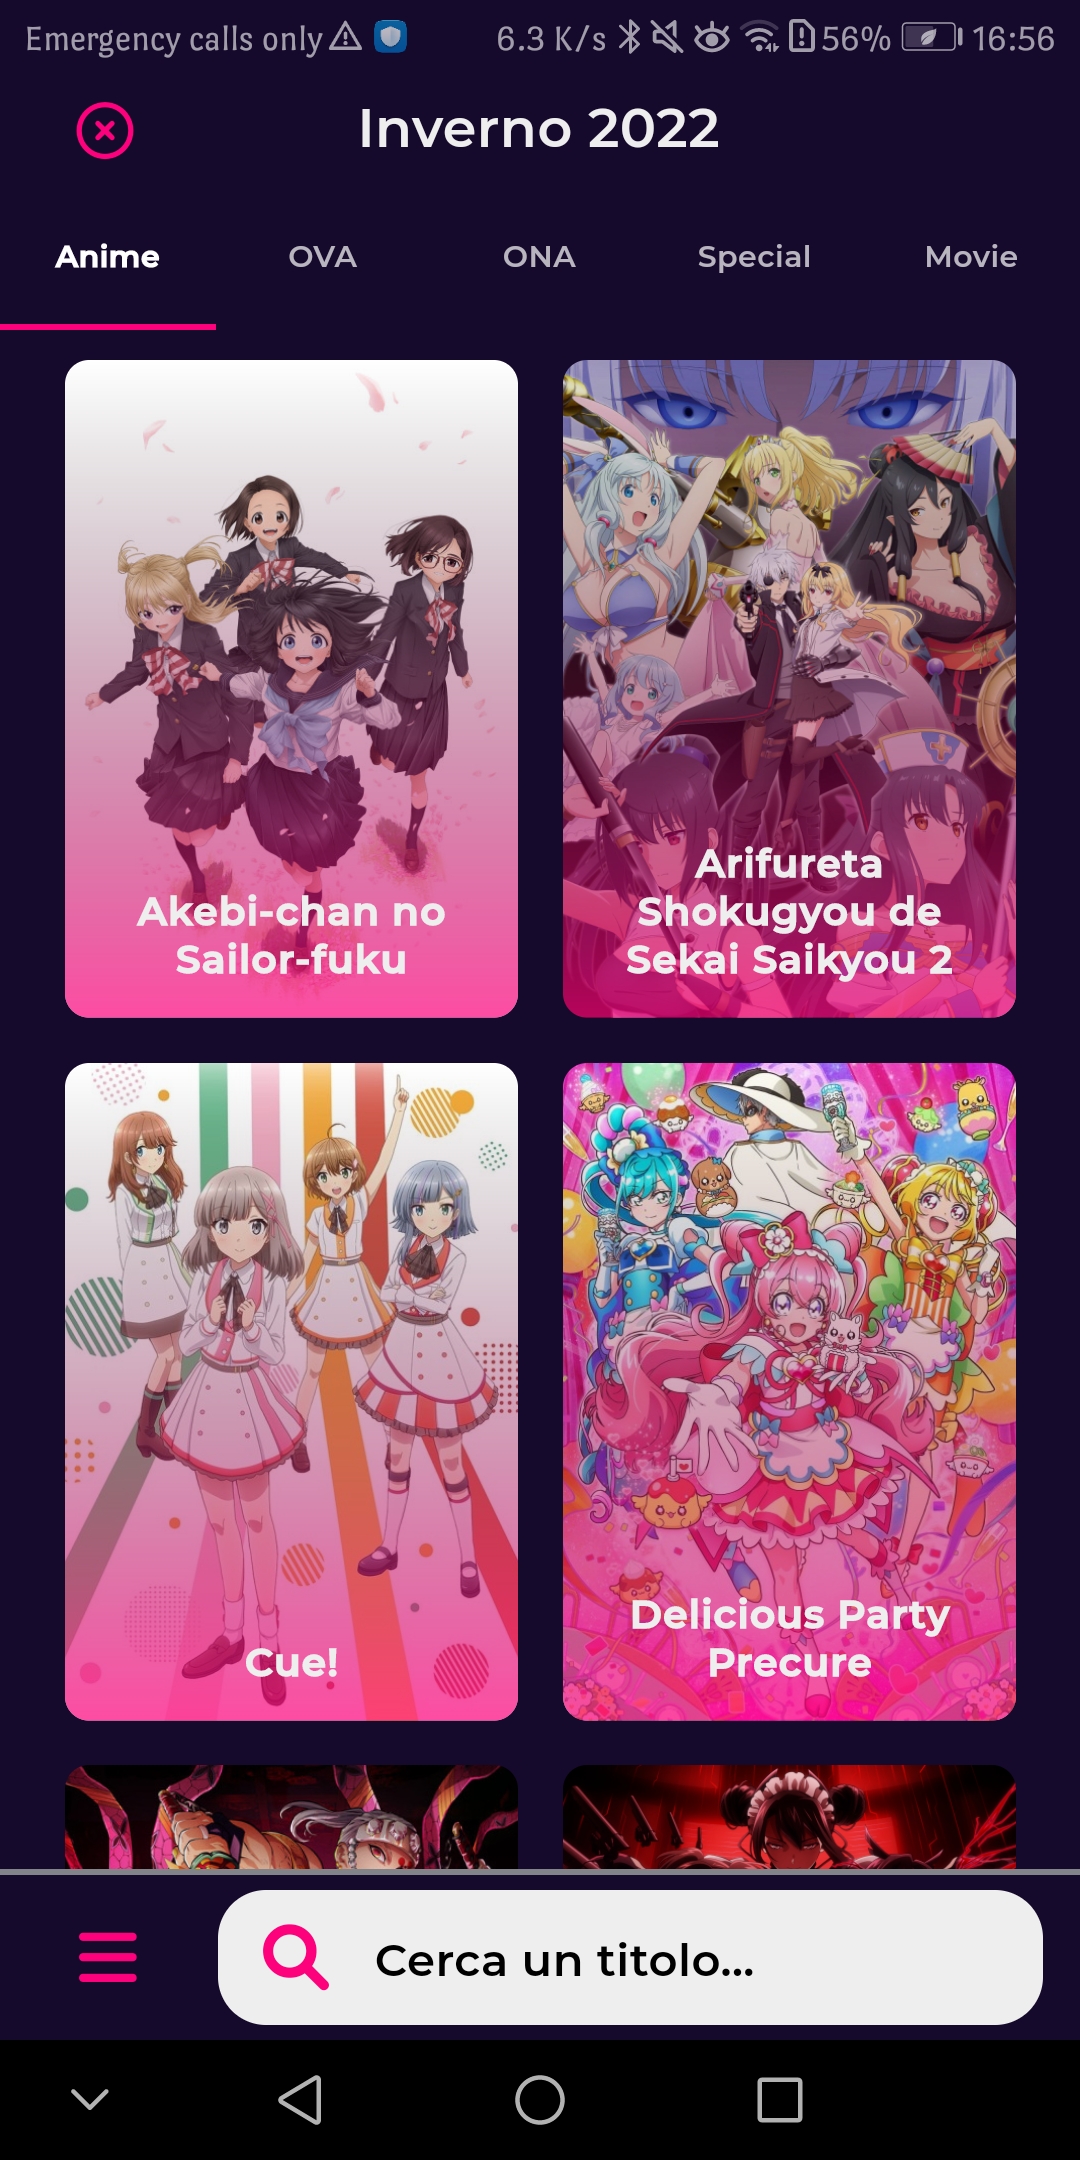 Emergency calls only 6.3 K/s 56% 16:56
Inverno 2022
Anime OVA ONA Special Movie
Akebi-chan no
Sailor-fuku
Arifureta
Shokugyou de
Sekai Saikyou 2
Cue!
Delicious Party
Precure
Cerca un titolo...